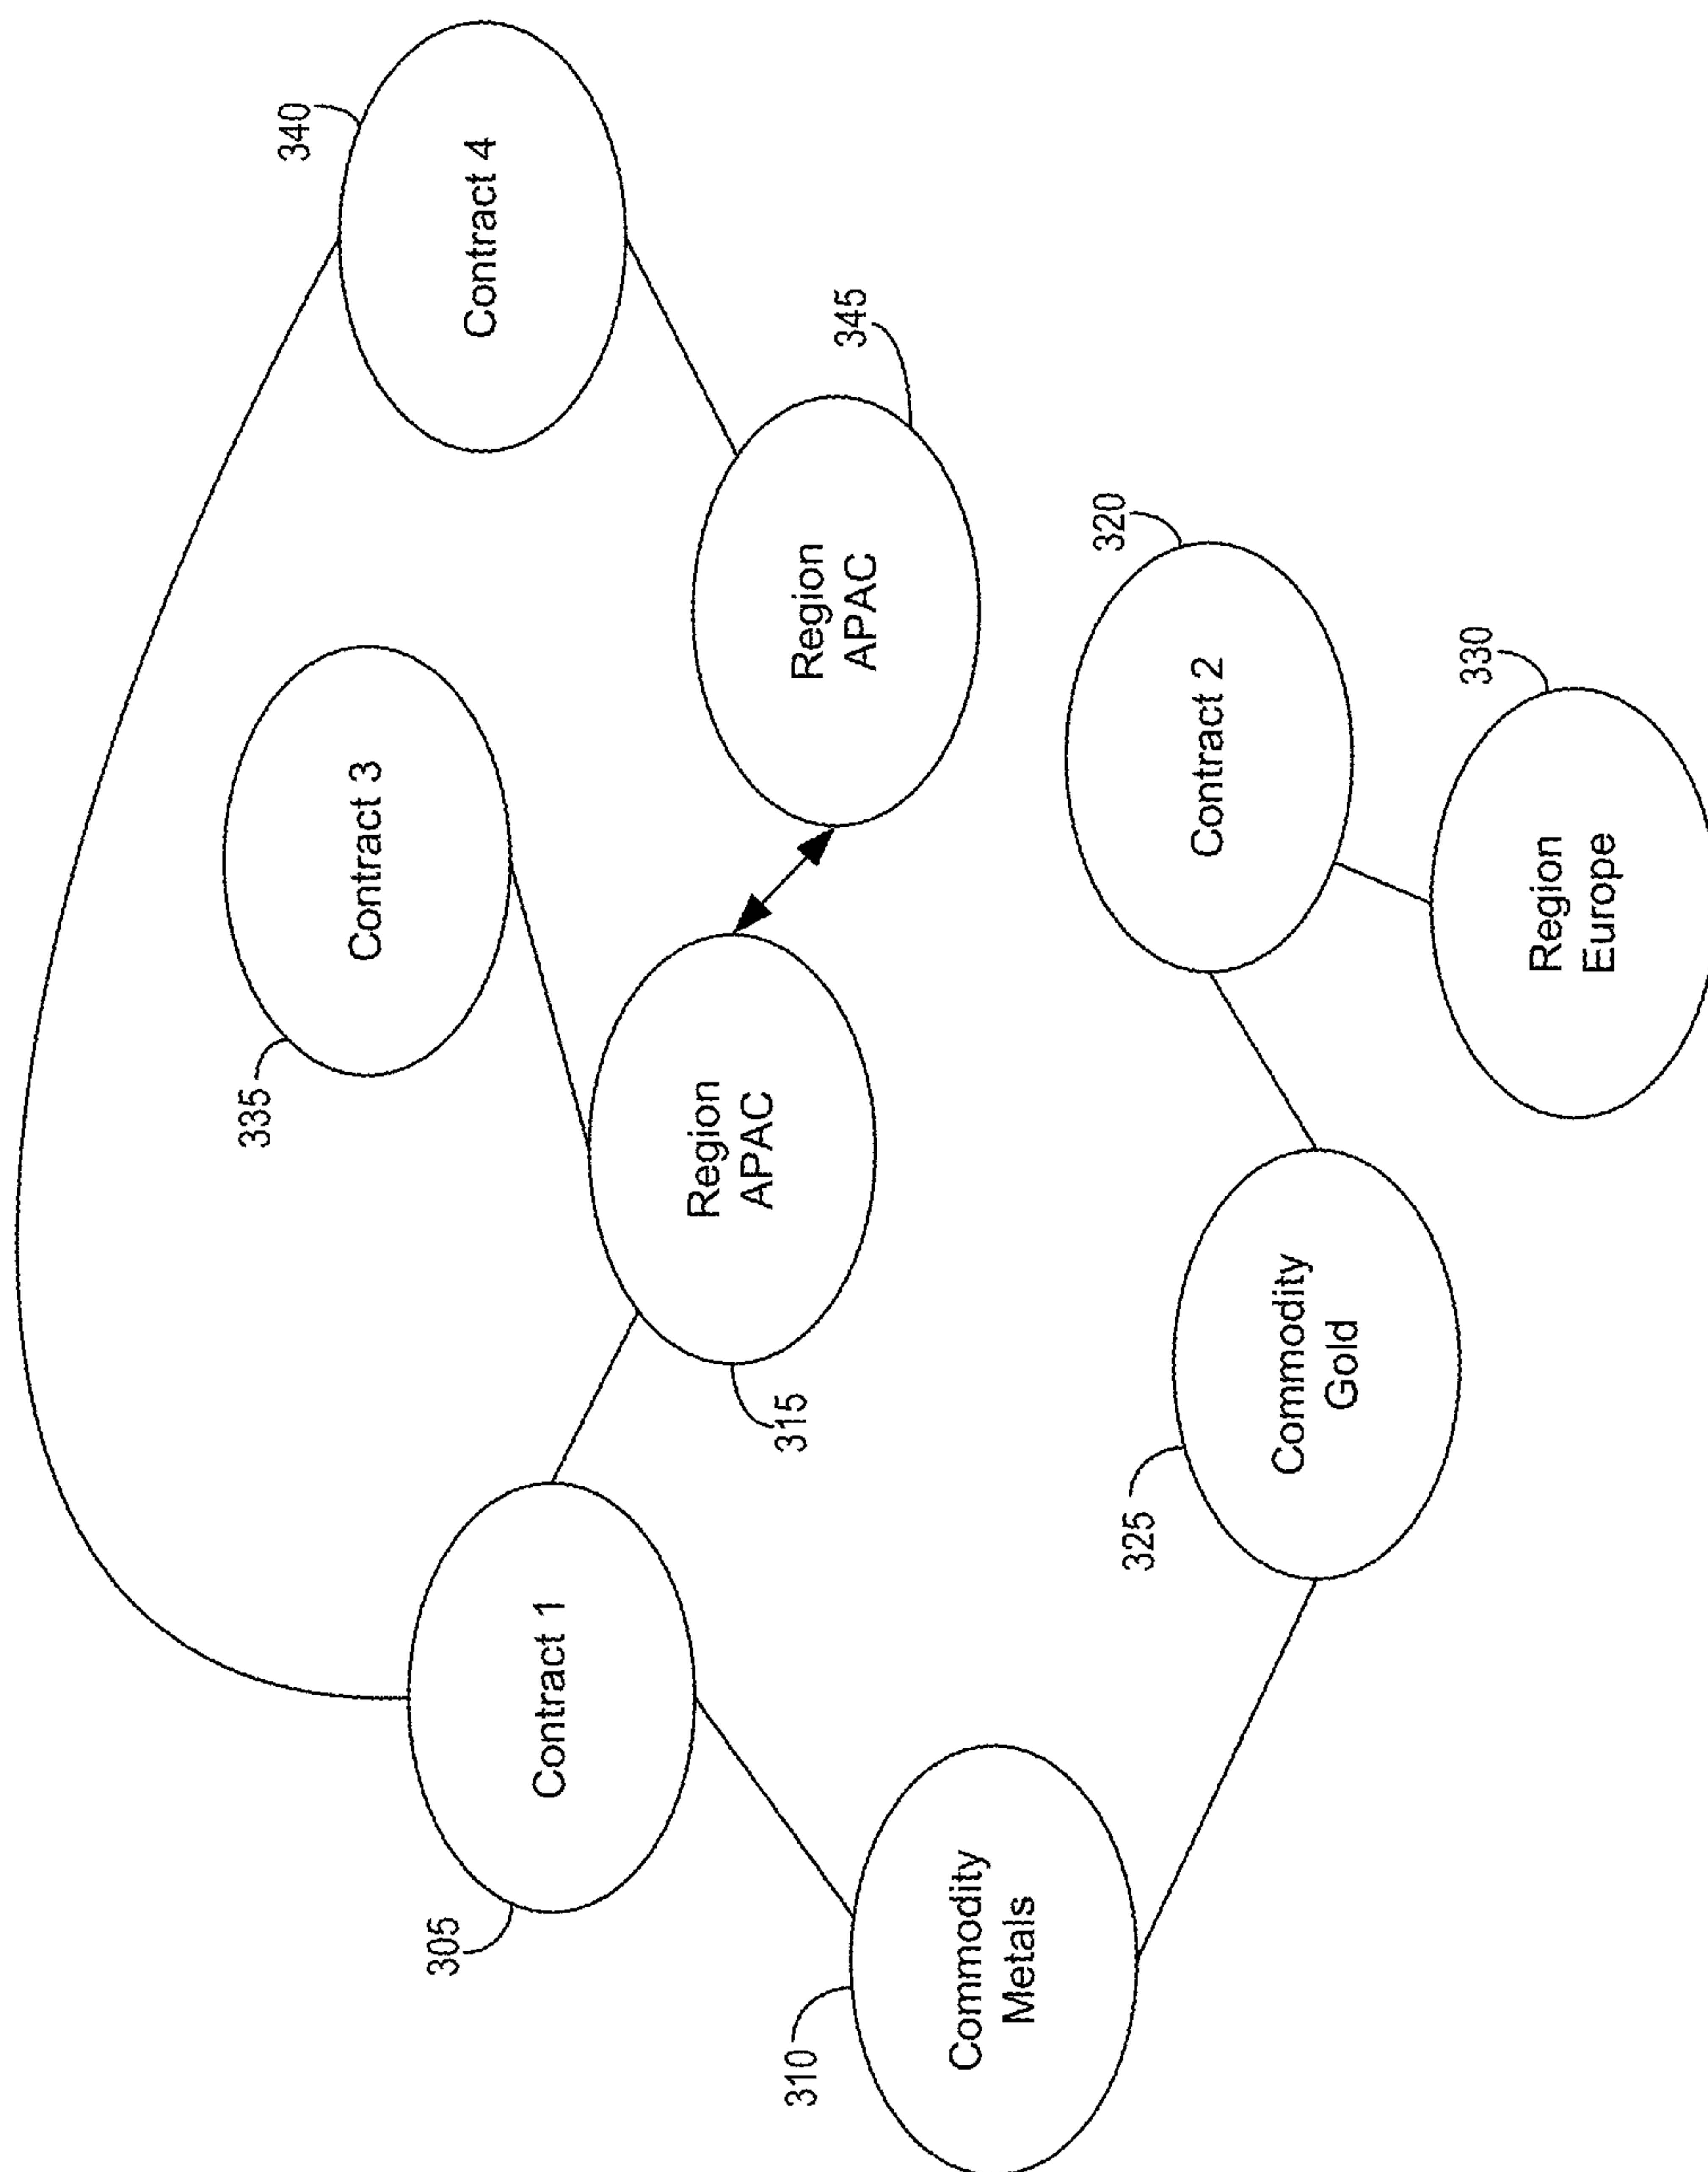 340
Contract 4
335
Contract 3
345
Region
APAC
315
Region
APAC
305
Contract 1
320
Contract 2
330
Region
Europe
325
Commodity
Gold
310
Commodity
Metals